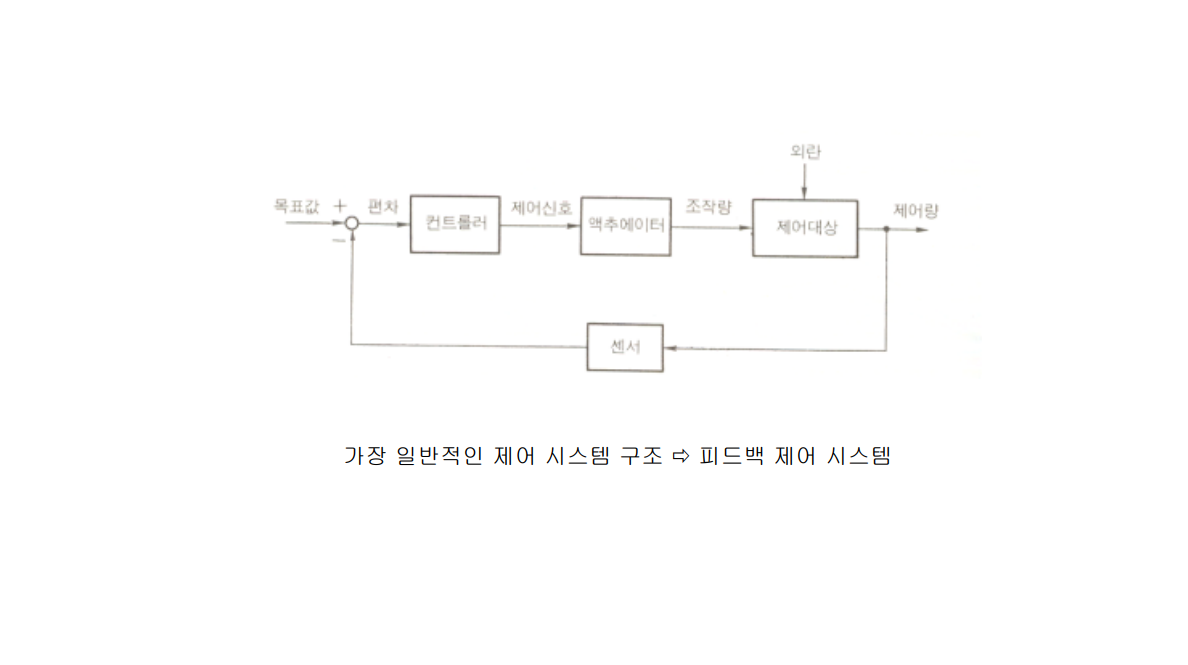 외란
목표값 + 편차 제어신호 조작량 제어량
컨트롤러 액추에이터 제어대상
−
센서
가장 일반적인 제어 시스템 구조 ⇨ 피드백 제어 시스템